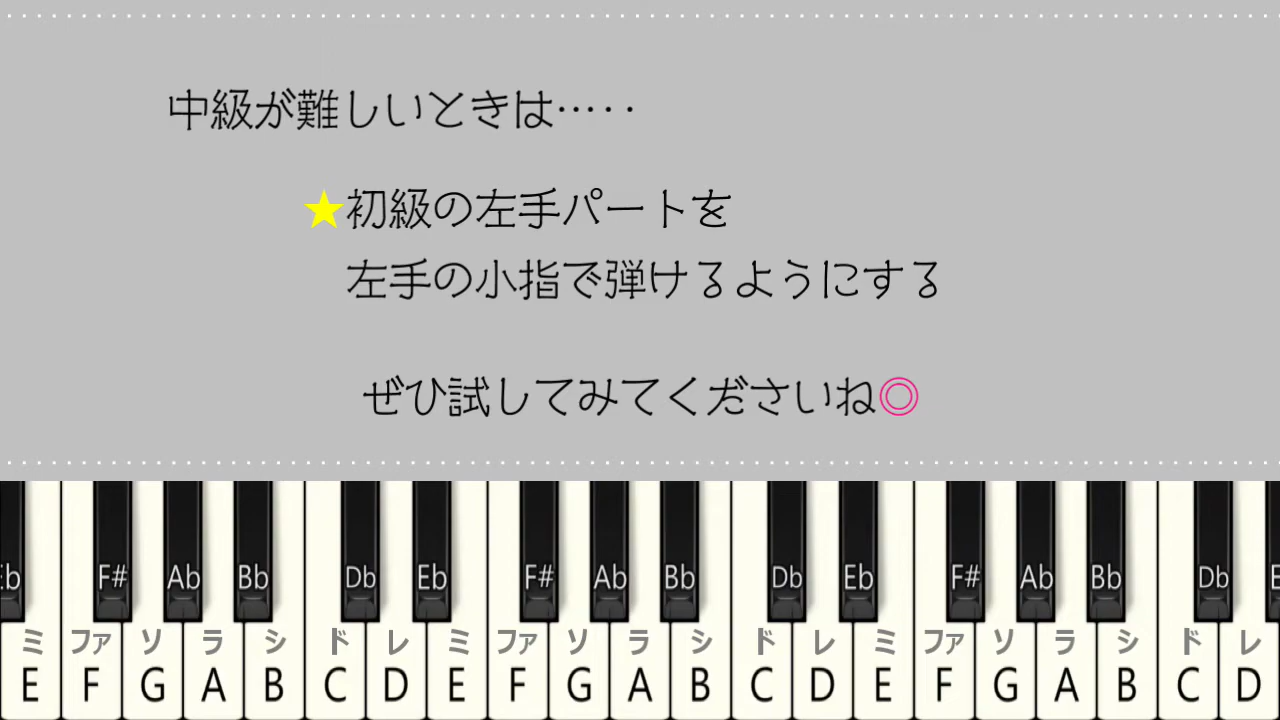 中級が難しいときは…‥
★初級の左手パートを
左手の小指で弾けるようにする
ぜひ試してみてくださいね◎
Eb F# Ab Bb Db Eb F# Ab Bb Db Eb F# Ab Bb Db E
ミ ファ ソ ラ シ ド レ ミ ファ ソ ラ シ ド レ ミ ファ ソ ラ シ ド レ
E F G A B C D E F G A B C D E F G A B C D